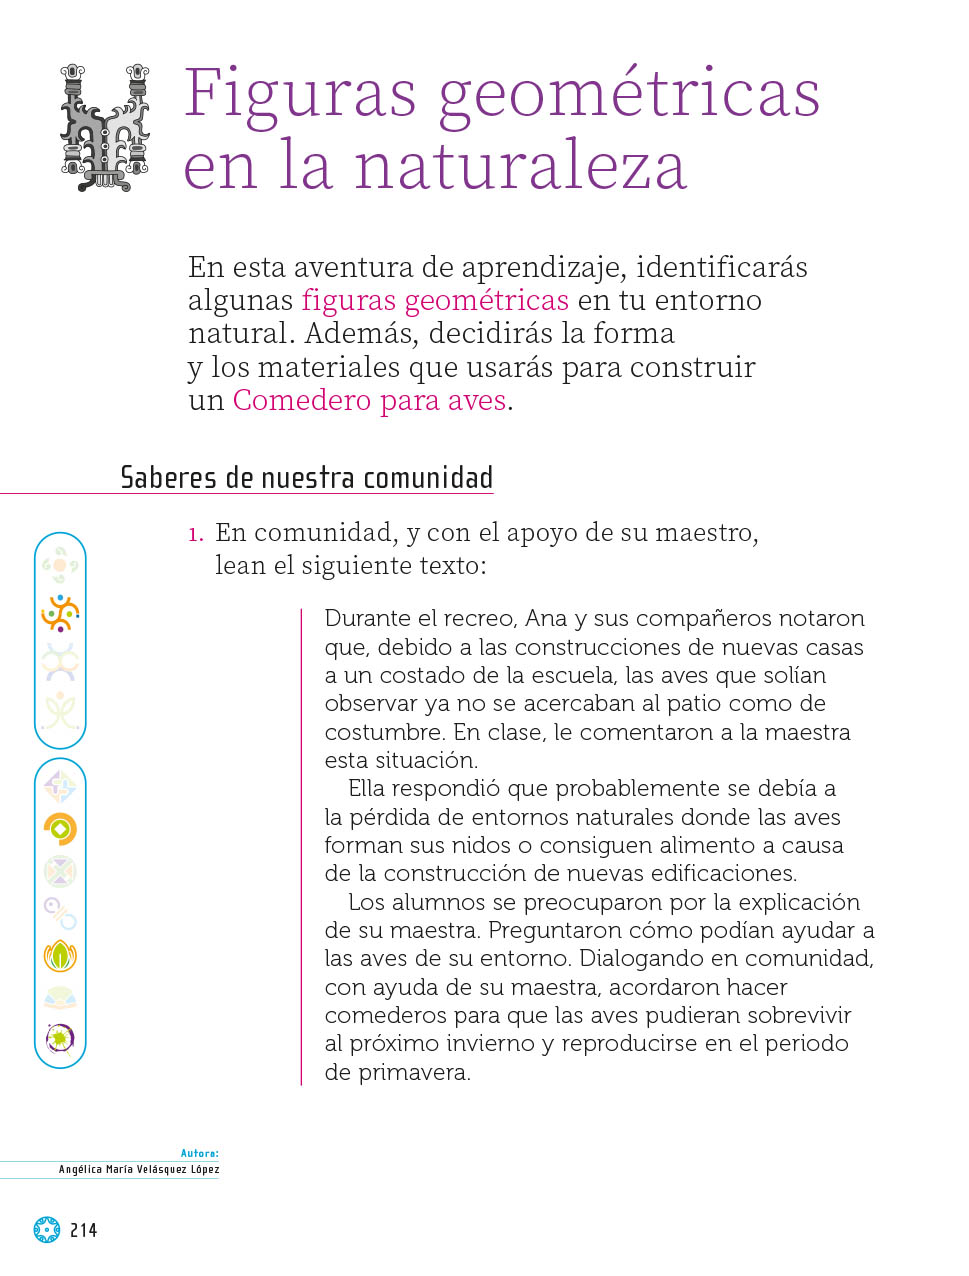 Figuras geométricas
en la naturaleza
En esta aventura de aprendizaje, identificarás
algunas figuras geométricas en tu entorno
natural. Además, decidirás la forma
y los materiales que usarás para construir
un Comedero para aves.
Saberes de nuestra comunidad
1. En comunidad, y con el apoyo de su maestro,
lean el siguiente texto:
Durante el recreo, Ana y sus compañeros notaron
que, debido a las construcciones de nuevas casas
a un costado de la escuela, las aves que solían
observar ya no se acercaban al patio como de
costumbre. En clase, le comentaron a la maestra
esta situación.
Ella respondió que probablemente se debía a
la pérdida de entornos naturales donde las aves
forman sus nidos o consiguen alimento a causa
de la construcción de nuevas edificaciones.
Los alumnos se preocuparon por la explicación
de su maestra. Preguntaron cómo podían ayudar a
las aves de su entorno. Dialogando en comunidad,
con ayuda de su maestra, acordaron hacer
comederos para que las aves pudieran sobrevivir
al próximo invierno y reproducirse en el periodo
de primavera.
Autora:
Angélica María Velásquez López
214